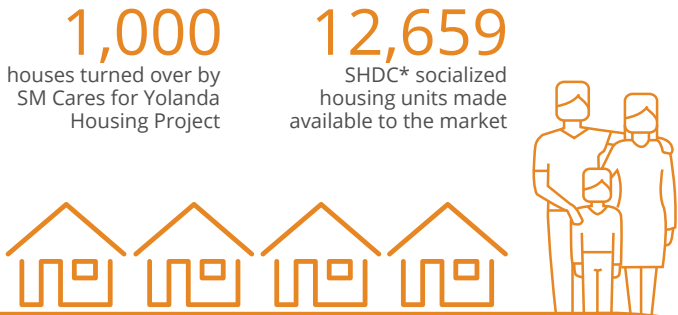 1,000
houses turned over by
SM Cares for Yolanda
Housing Project
12,659
SHDC* socialized
housing units made
available to the market